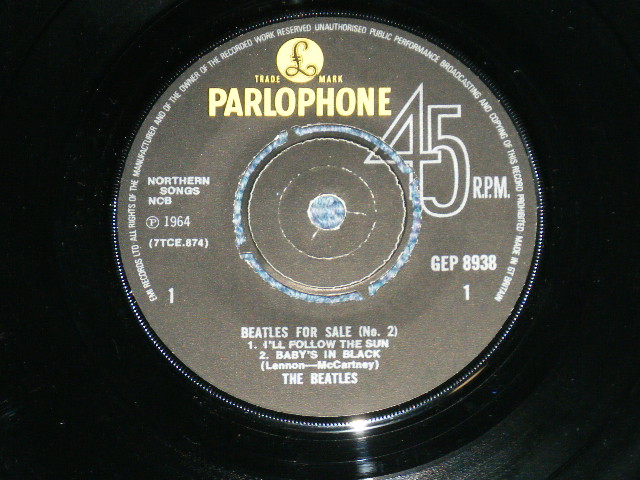 EMI RECORDS LTD ALL RIGHTS OF THE MANUFACTURER AND OF THE OWNER OF THE RECORDED WORK RESERVED UNAUTHORISED PUBLIC PERFORMANCE BROADCASTING AND COPYING OF THIS RECORD PROHIBITED MADE IN GT BRITAIN
£
TRADE MARK
PARLOPHONE
45
R.P.M.
NORTHERN
SONGS
NCB
℗ 1964
(7TCE.874)
GEP 8938
1
1
BEATLES FOR SALE (No. 2)
1. I'LL FOLLOW THE SUN
2. BABY'S IN BLACK
(Lennon—McCartney)
THE BEATLES